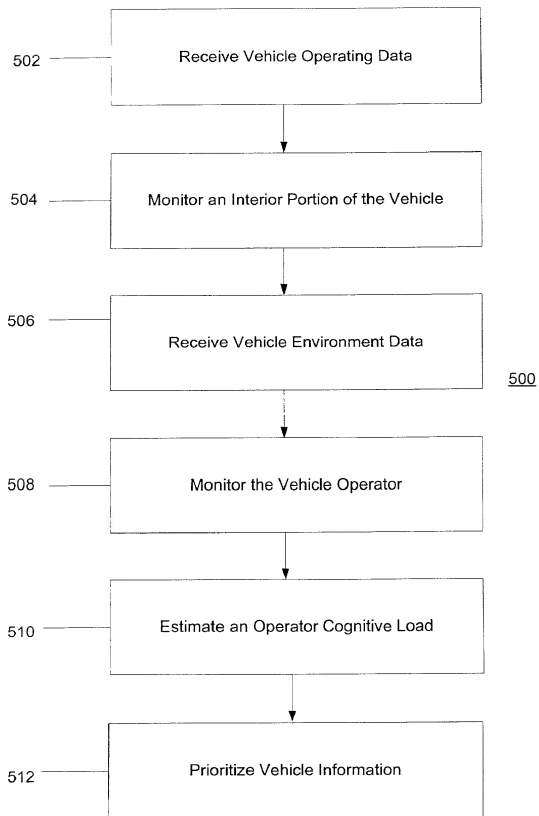 502
Receive Vehicle Operating Data
504
Monitor an Interior Portion of the Vehicle
506
Receive Vehicle Environment Data
500
508
Monitor the Vehicle Operator
510
Estimate an Operator Cognitive Load
512
Prioritize Vehicle Information